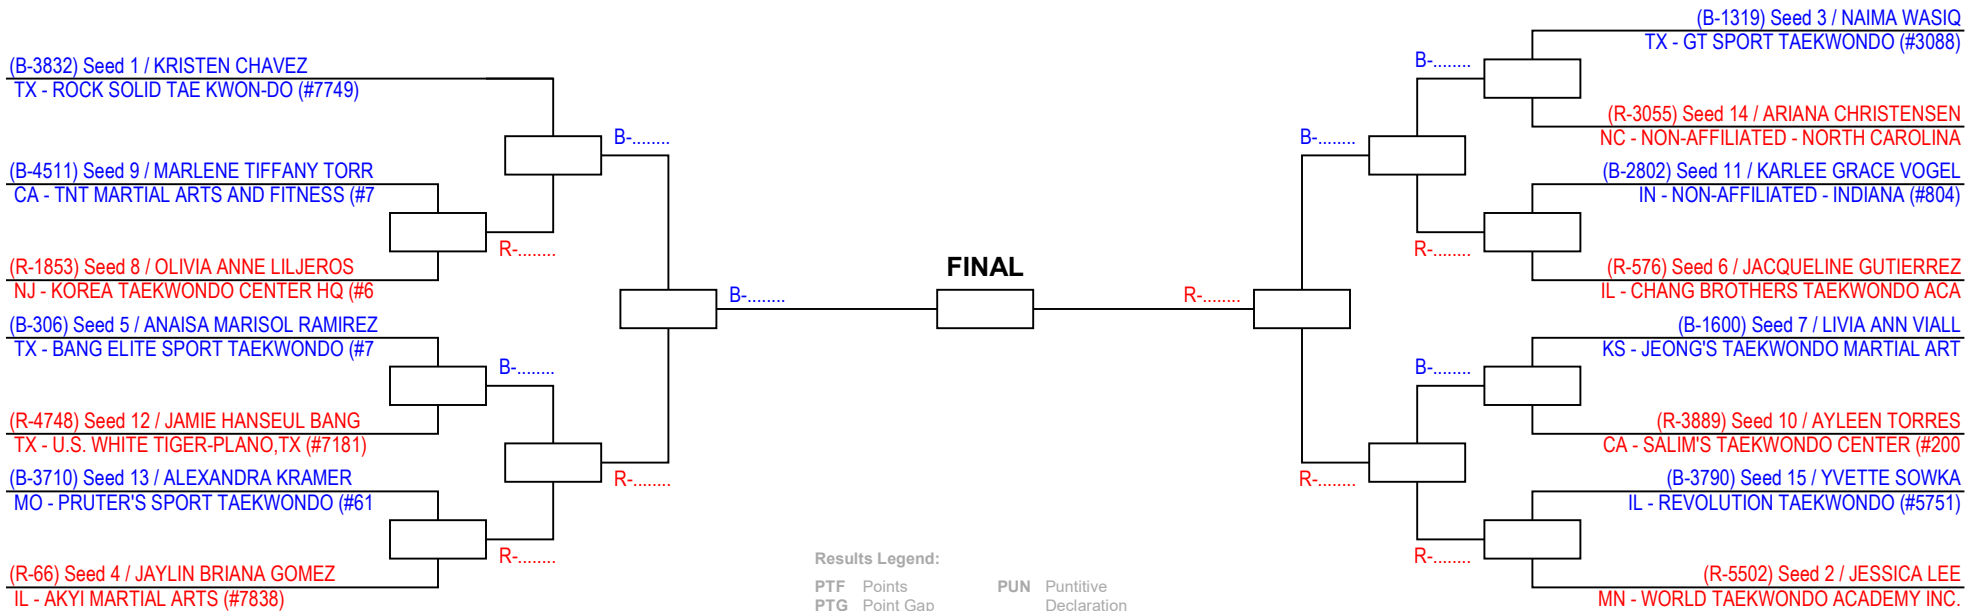 (B-3832) Seed 1 / KRISTEN CHAVEZ
TX - ROCK SOLID TAE KWON-DO (#7749)
B-........
(B-4511) Seed 9 / MARLENE TIFFANY TORR
CA - TNT MARTIAL ARTS AND FITNESS (#7
R-........
(R-1853) Seed 8 / OLIVIA ANNE LILJEROS
NJ - KOREA TAEKWONDO CENTER HQ (#6
B-........
(B-306) Seed 5 / ANAISA MARISOL RAMIREZ
TX - BANG ELITE SPORT TAEKWONDO (#7
B-........
(R-4748) Seed 12 / JAMIE HANSEUL BANG
TX - U.S. WHITE TIGER-PLANO,TX (#7181)
R-........
(B-3710) Seed 13 / ALEXANDRA KRAMER
MO - PRUTER'S SPORT TAEKWONDO (#61
R-........
(R-66) Seed 4 / JAYLIN BRIANA GOMEZ
IL - AKYI MARTIAL ARTS (#7838)
FINAL
(B-1319) Seed 3 / NAIMA WASIQ
TX - GT SPORT TAEKWONDO (#3088)
B-........
(R-3055) Seed 14 / ARIANA CHRISTENSEN
NC - NON-AFFILIATED - NORTH CAROLINA
B-........
(B-2802) Seed 11 / KARLEE GRACE VOGEL
IN - NON-AFFILIATED - INDIANA (#804)
R-........
(R-576) Seed 6 / JACQUELINE GUTIERREZ
IL - CHANG BROTHERS TAEKWONDO ACA
R-........
(B-1600) Seed 7 / LIVIA ANN VIALL
KS - JEONG'S TAEKWONDO MARTIAL ART
B-........
(R-3889) Seed 10 / AYLEEN TORRES
CA - SALIM'S TAEKWONDO CENTER (#200
R-........
(B-3790) Seed 15 / YVETTE SOWKA
IL - REVOLUTION TAEKWONDO (#5751)
R-........
(R-5502) Seed 2 / JESSICA LEE
MN - WORLD TAEKWONDO ACADEMY INC.
Results Legend:
PTF Points PUN Puntitive
PTG Point Gap Declaration